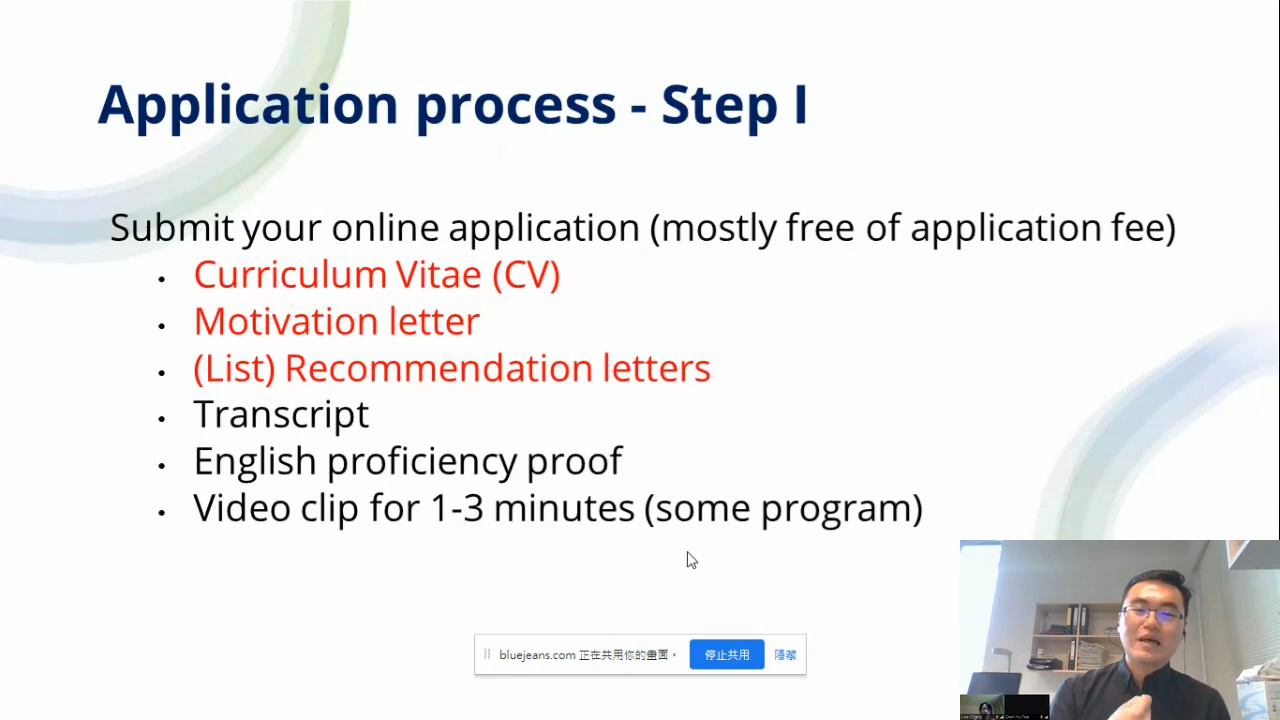 Application process - Step I
Submit your online application (mostly free of application fee)
• Curriculum Vitae (CV)
• Motivation letter
• (List) Recommendation letters
• Transcript
• English proficiency proof
• Video clip for 1-3 minutes (some program)
bluejeans.com 正在共用你的畫面。
停止共用
隱藏